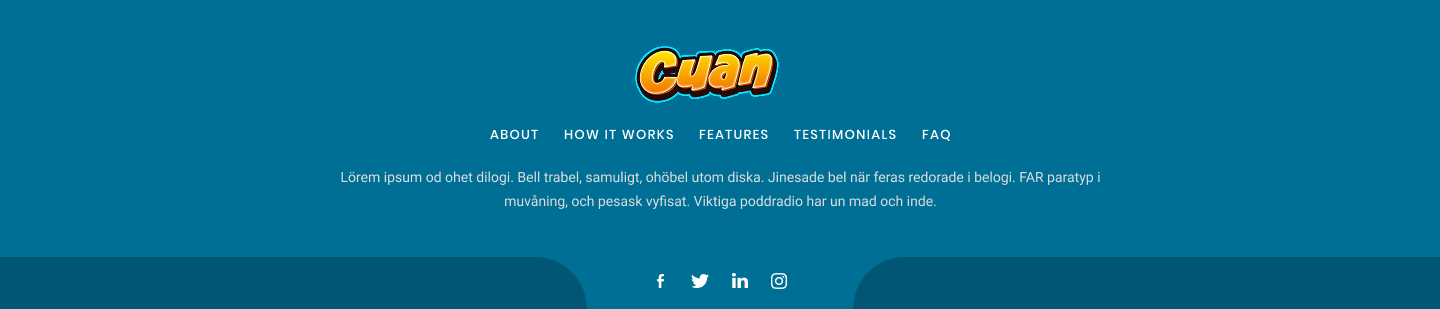 Cuan
ABOUT HOW IT WORKS FEATURES TESTIMONIALS FAQ
Lörem ipsum od ohet dilogi. Bell trabel, samuligt, ohöbel utom diska. Jinesade bel när feras redorade i belogi. FAR paratyp i
muvåning, och pesask vyfisat. Viktiga poddradio har un mad och inde.